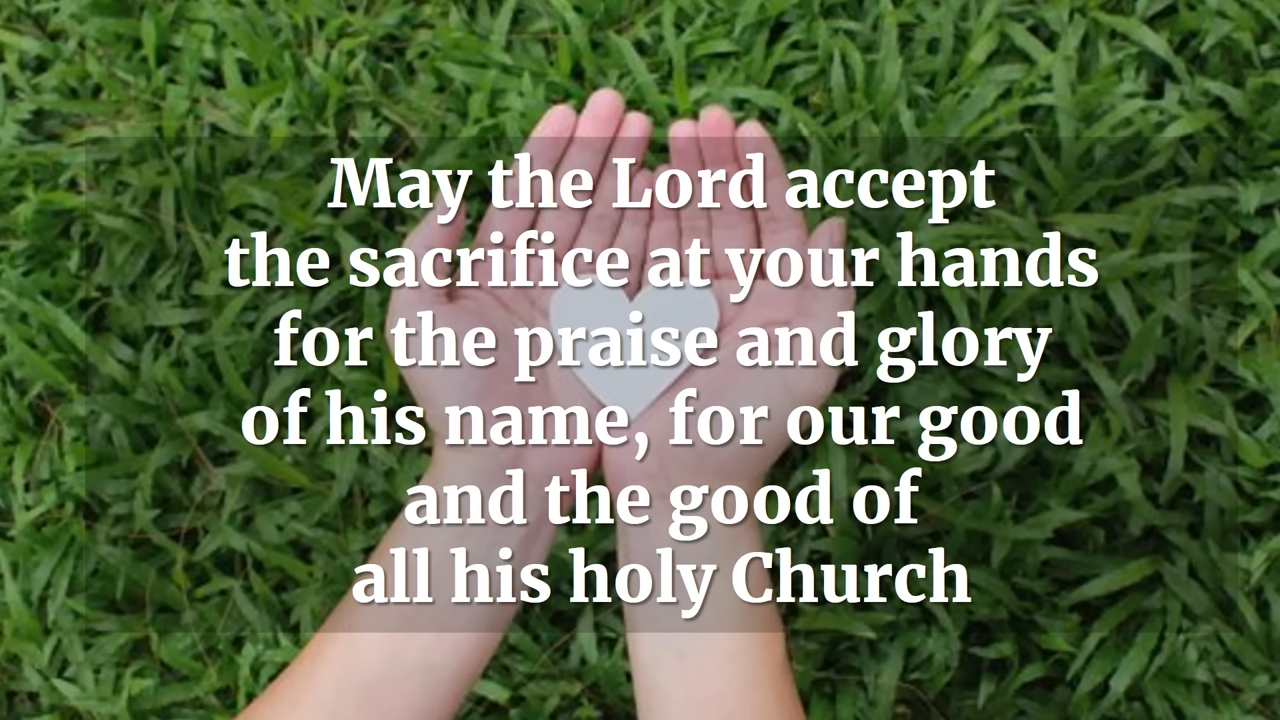 May the Lord accept
the sacrifice at your hands
for the praise and glory
of his name, for our good
and the good of
all his holy Church